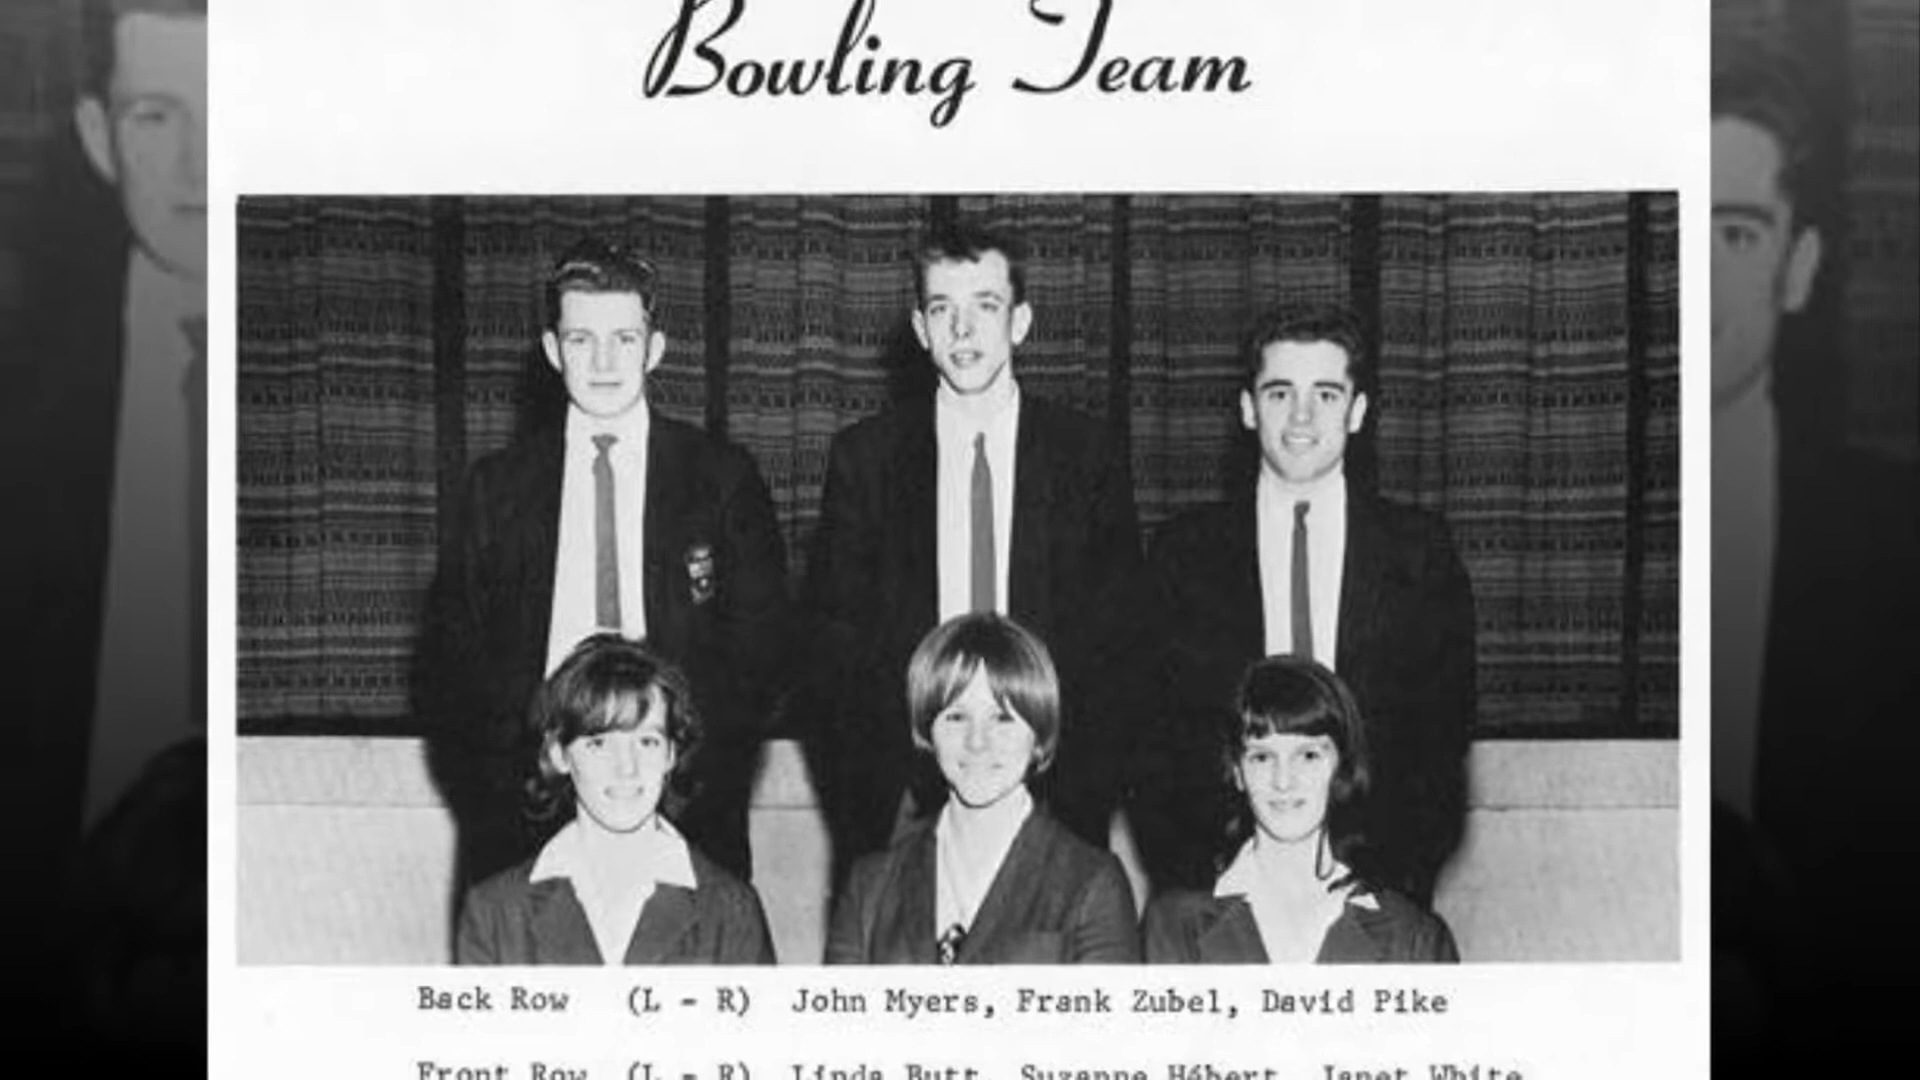 Bowling Team
Back Row (L - R) John Myers, Frank Zubel, David Pike
Front Row (L - R) Linda Butt, Suzanne Hébert, Janet White